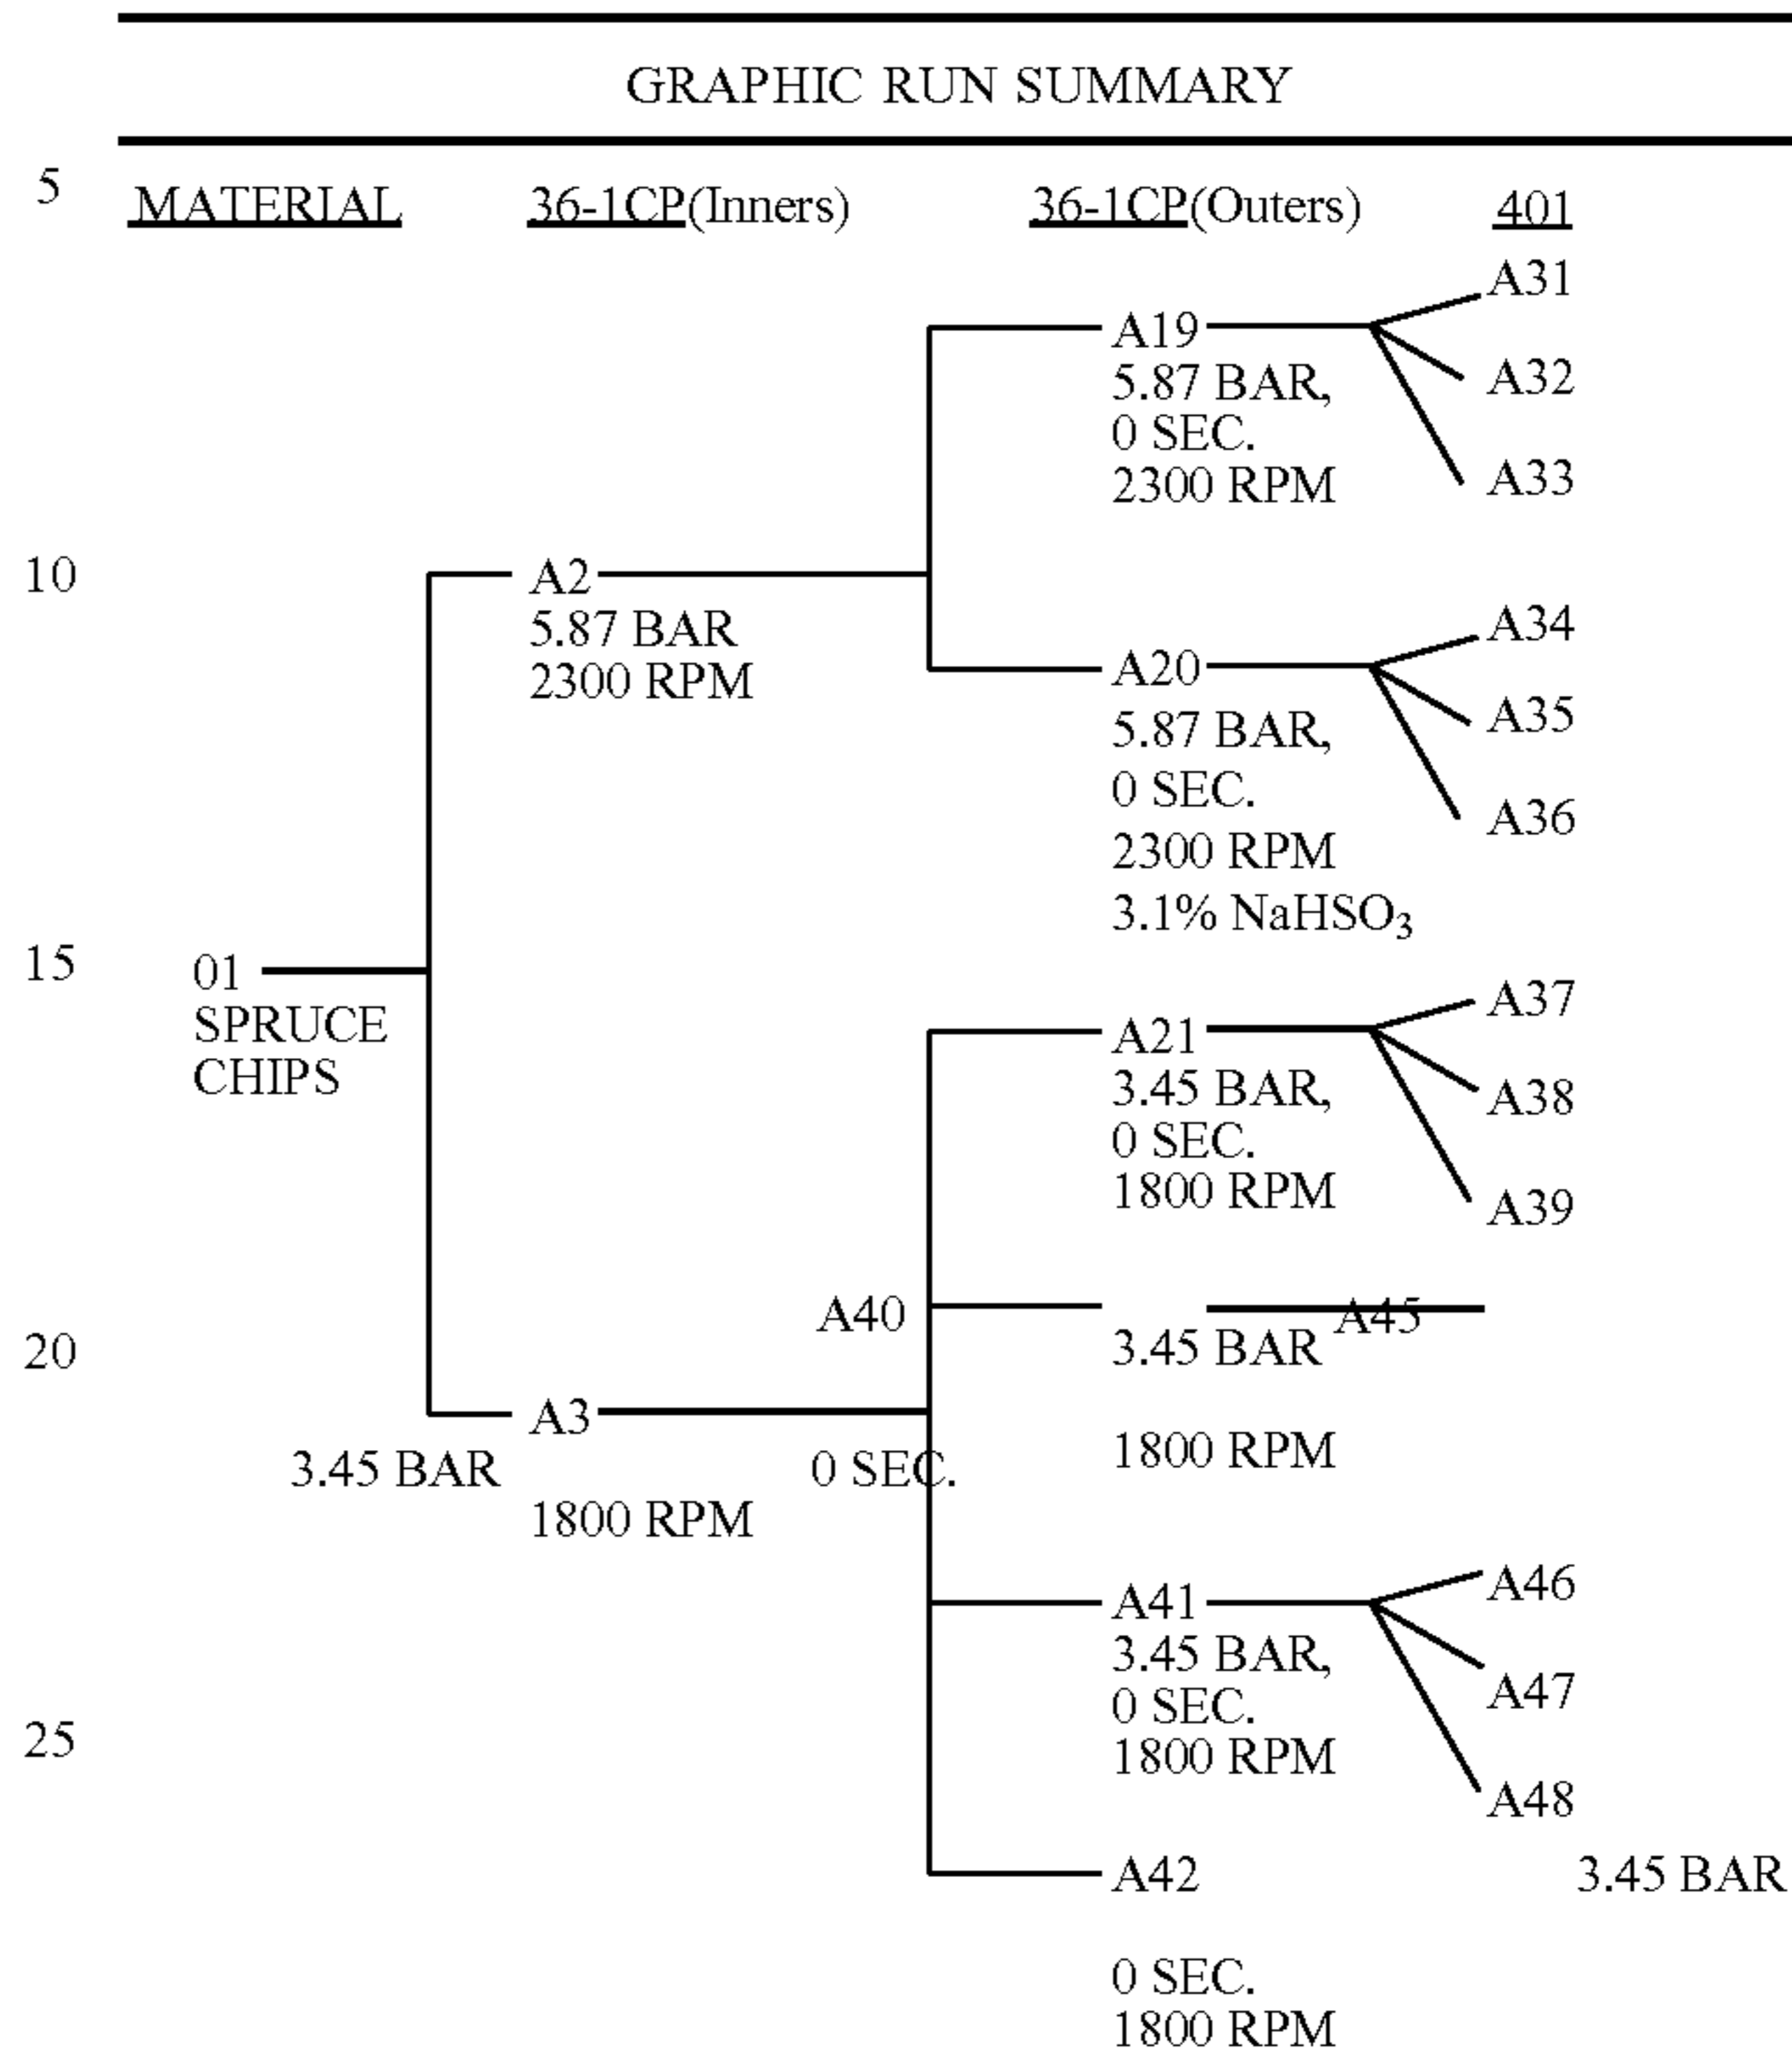 GRAPHIC RUN SUMMARY
5
MATERIAL 36-1CP(Inners) 36-1CP(Outers) 401
A31
A19
A32
5.87 BAR,
0 SEC.
A33
2300 RPM
10
A2
5.87 BAR
2300 RPM
A34
A20
A35
5.87 BAR,
0 SEC.
A36
2300 RPM
3.1% NaHSO3
15
01
SPRUCE
CHIPS
A37
A21
A38
3.45 BAR,
0 SEC.
1800 RPM
A39
A40
A45
20
3.45 BAR
A3
3.45 BAR
0 SEC.
1800 RPM
1800 RPM
A46
A41
3.45 BAR,
A47
0 SEC.
25
1800 RPM
A48
A42
3.45 BAR
0 SEC.
1800 RPM